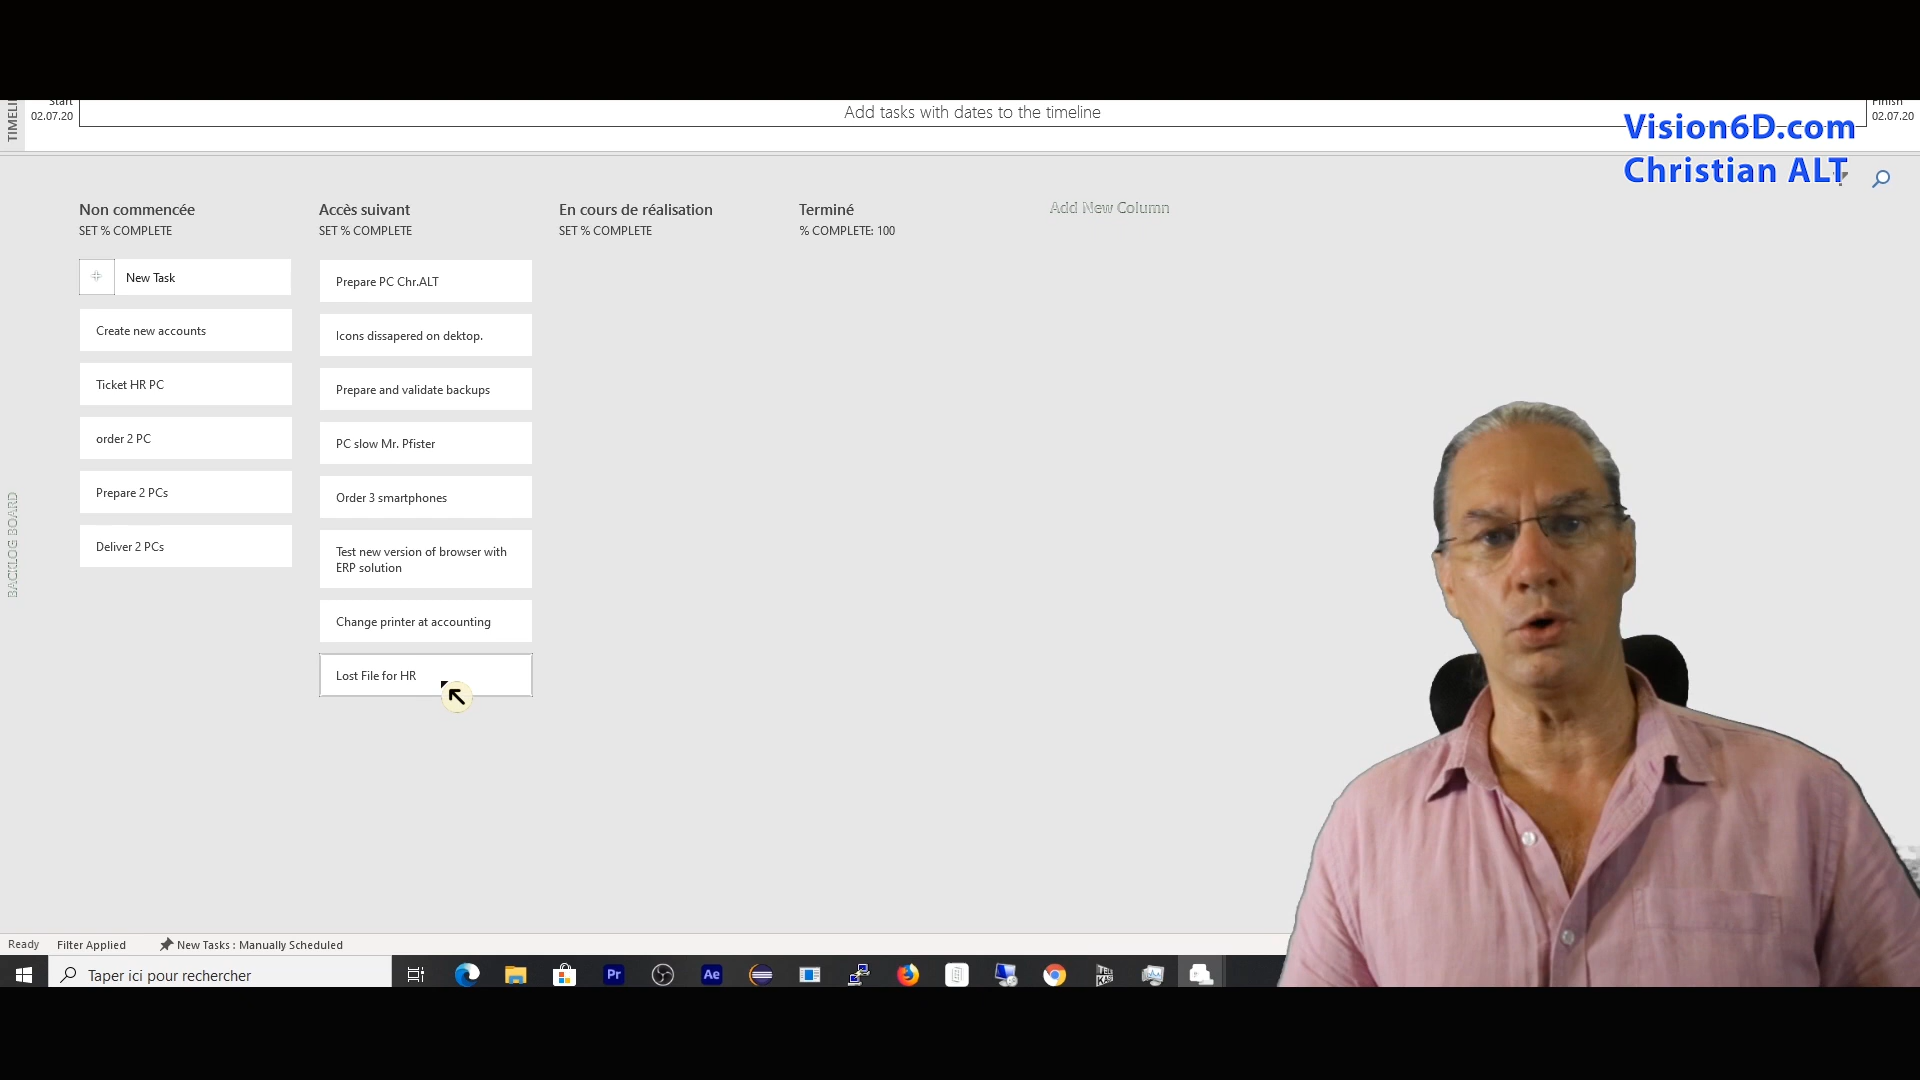 TIMELI
Start
02.07.20
Add tasks with dates to the timeline
Finish
02.07.20
Vision6D.com
Christian ALT
Non commencée
SET % COMPLETE
New Task
Create new accounts
Ticket HR PC
order 2 PC
Prepare 2 PCs
Deliver 2 PCs
Accès suivant
SET % COMPLETE
Prepare PC Chr.ALT
Icons dissapered on dektop.
Prepare and validate backups
PC slow Mr. Pfister
Order 3 smartphones
Test new version of browser with
ERP solution
Change printer at accounting
Lost File for HR
En cours de réalisation
SET % COMPLETE
Terminé
% COMPLETE: 100
Add New Column
BACKLOG BOARD
Ready
Filter Applied
New Tasks : Manually Scheduled
Taper ici pour rechercher
Pr
Ae